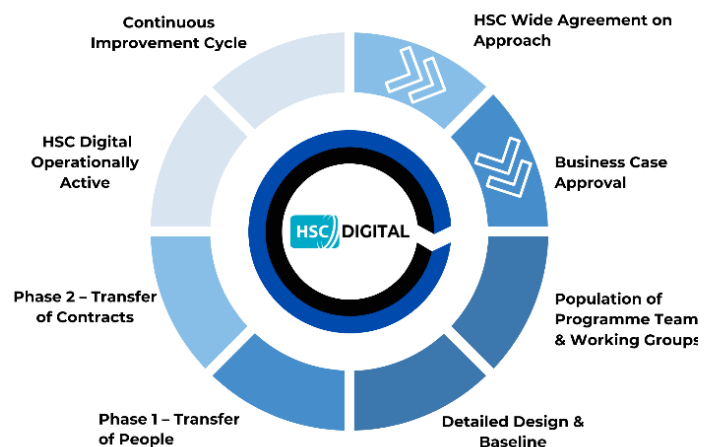 Continuous
Improvement Cycle
HSC Wide Agreement on
Approach
HSC Digital
Operationally
Active
Business Case
Approval
HSC DIGITAL
Phase 2 – Transfer
of Contracts
Population of
Programme Team
& Working Groups
Phase 1 – Transfer
of People
Detailed Design &
Baseline